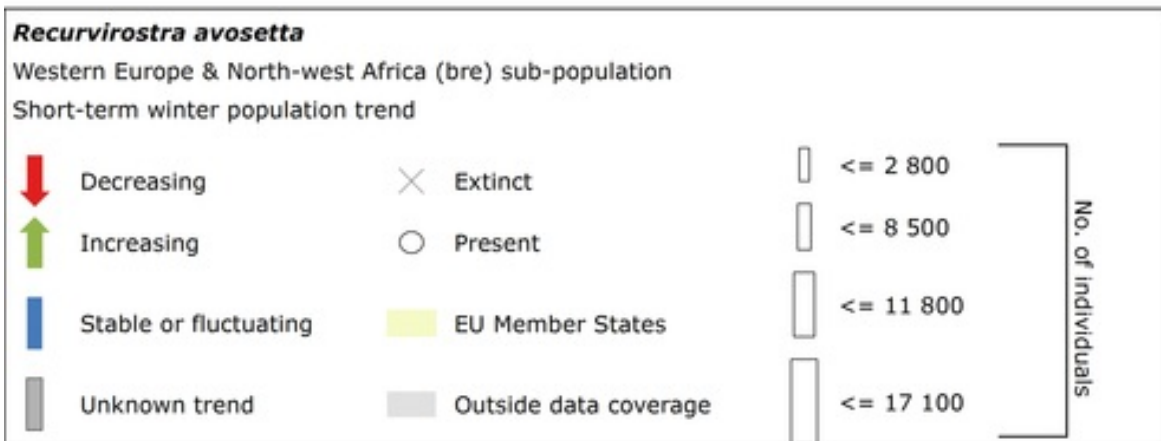 Recurvirostra avosetta
Western Europe & North-west Africa (bre) sub-population
Short-term winter population trend
Decreasing
Increasing
Stable or fluctuating
Unknown trend
Extinct
Present
EU Member States
Outside data coverage
<= 2 800
<= 8 500
<= 11 800
<= 17 100
No. of individuals